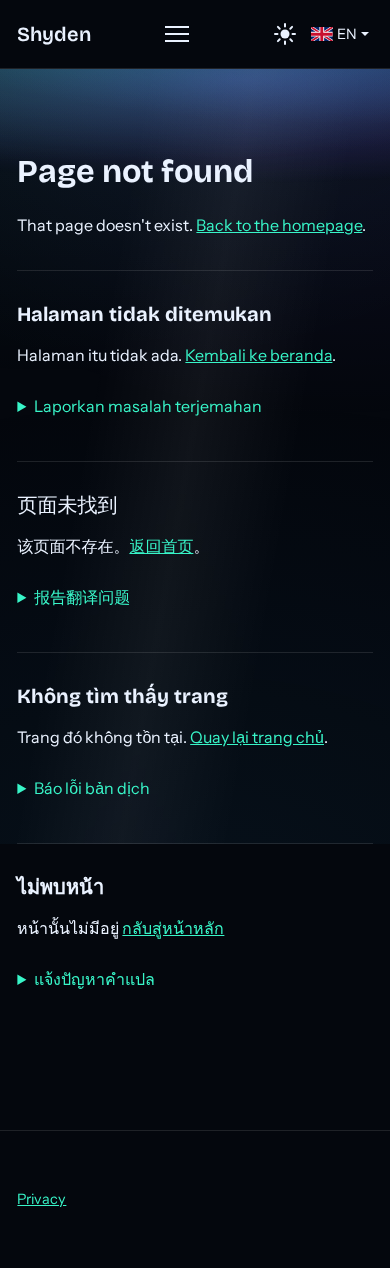 Shyden
EN
Page not found
That page doesn't exist. Back to the homepage.
Halaman tidak ditemukan
Halaman itu tidak ada. Kembali ke beranda.
Laporkan masalah terjemahan
页面未找到
该页面不存在。返回首页。
报告翻译问题
Không tìm thấy trang
Trang đó không tồn tại. Quay lại trang chủ.
Báo lỗi bản dịch
ไม่พบหน้า
หน้านั้นไม่มีอยู่ กลับสู่หน้าหลัก
แจ้งปัญหาคำแปล
Privacy